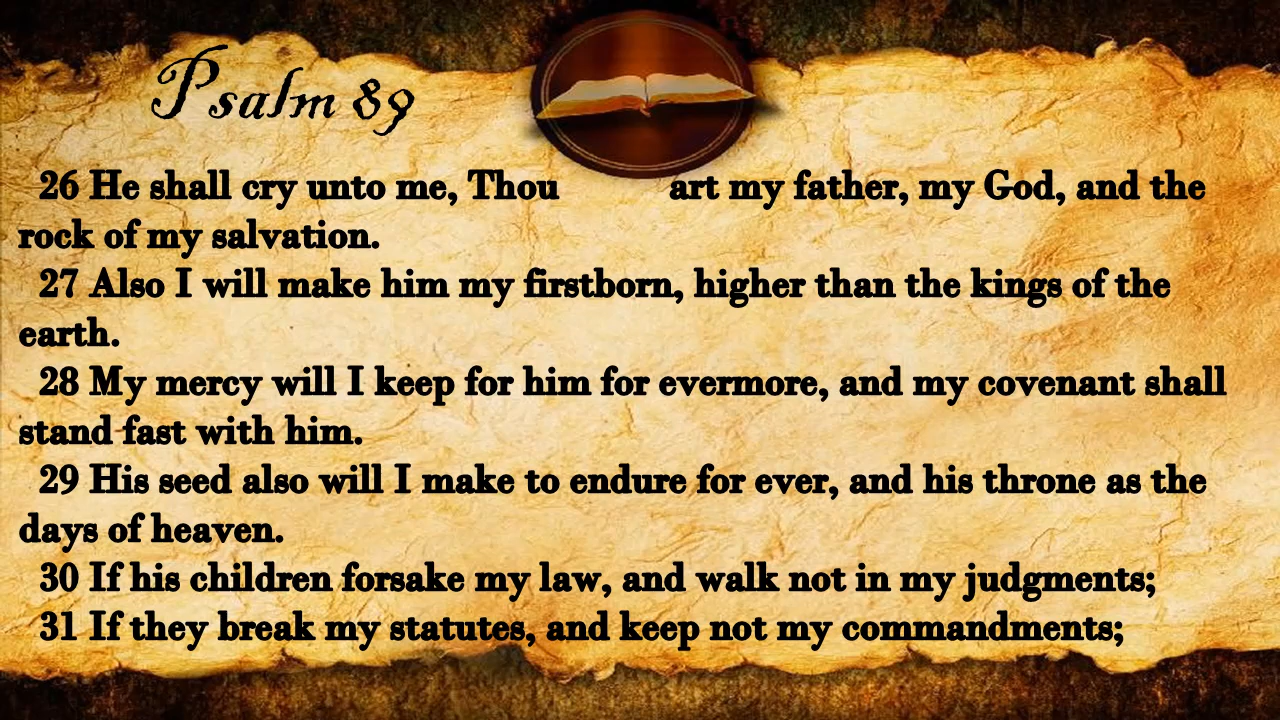 Psalm 89
26 He shall cry unto me, Thou art my father, my God, and the
rock of my salvation.
27 Also I will make him my firstborn, higher than the kings of the
earth.
28 My mercy will I keep for him for evermore, and my covenant shall
stand fast with him.
29 His seed also will I make to endure for ever, and his throne as the
days of heaven.
30 If his children forsake my law, and walk not in my judgments;
31 If they break my statutes, and keep not my commandments;